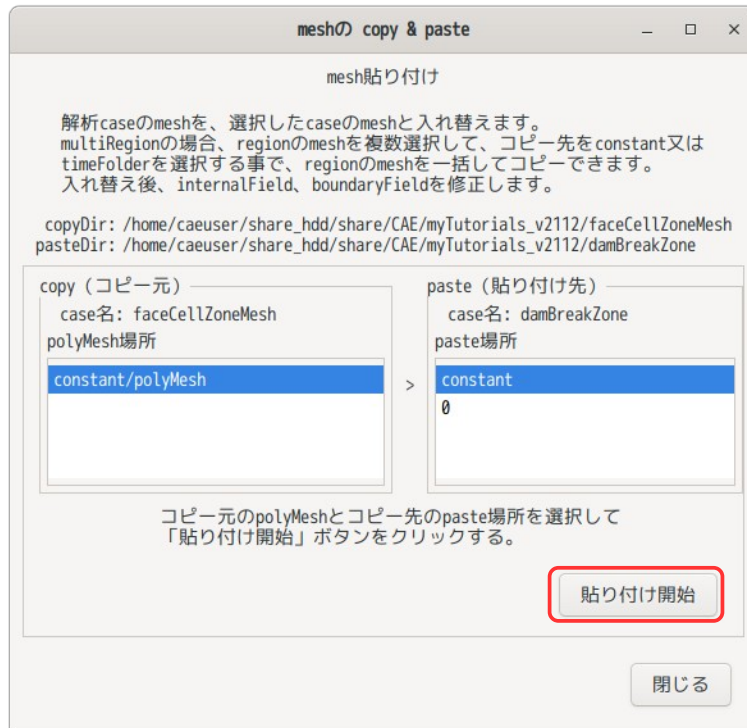 meshの copy & paste
mesh貼り付け
解析caseのmeshを、選択したcaseのmeshと入れ替えます。
multiRegionの場合、regionのmeshを複数選択して、コピー先をconstant又は
timeFolderを選択する事で、regionのmeshを一括してコピーできます。
入れ替え後、internalField、boundaryFieldを修正します。
copyDir: /home/caeuser/share_hdd/share/CAE/myTutorials_v2112/faceCellZoneMesh
pasteDir: /home/caeuser/share_hdd/share/CAE/myTutorials_v2112/damBreakZone
copy (コピー元)
case名: faceCellZoneMesh
polyMesh場所
constant/polyMesh
>
paste (貼り付け先)
case名: damBreakZone
paste場所
constant
0
コピー元のpolyMeshとコピー先のpaste場所を選択して
「貼り付け開始」ボタンをクリックする。
貼り付け開始
閉じる